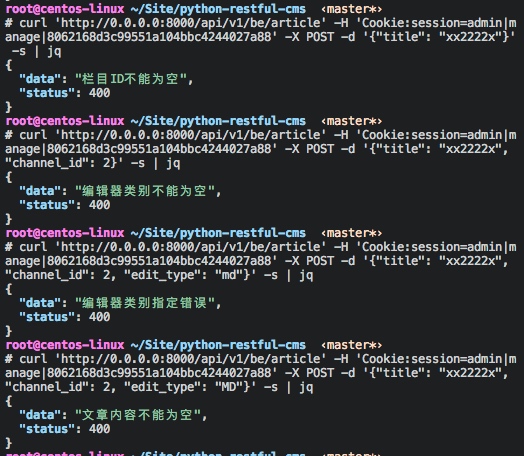 root@centos-linux ~/Site/python-restful-cms ‹master*›
# curl 'http://0.0.0.0:8000/api/v1/be/article' -H 'Cookie:session=admin|m
anage|8062168d3c99551a104bbc4244027a88' -X POST -d '{"title": "xx2222x"}'
-s | jq
{
"data": "栏目ID不能为空",
"status": 400
}
root@centos-linux ~/Site/python-restful-cms ‹master*›
# curl 'http://0.0.0.0:8000/api/v1/be/article' -H 'Cookie:session=admin|m
anage|8062168d3c99551a104bbc4244027a88' -X POST -d '{"title": "xx2222x",
"channel_id": 2}' -s | jq
{
"data": "编辑器类别不能为空",
"status": 400
}
root@centos-linux ~/Site/python-restful-cms ‹master*›
# curl 'http://0.0.0.0:8000/api/v1/be/article' -H 'Cookie:session=admin|m
anage|8062168d3c99551a104bbc4244027a88' -X POST -d '{"title": "xx2222x",
"channel_id": 2, "edit_type": "md"}' -s | jq
{
"data": "编辑器类别指定错误",
"status": 400
}
root@centos-linux ~/Site/python-restful-cms ‹master*›
# curl 'http://0.0.0.0:8000/api/v1/be/article' -H 'Cookie:session=admin|m
anage|8062168d3c99551a104bbc4244027a88' -X POST -d '{"title": "xx2222x",
"channel_id": 2, "edit_type": "MD"}' -s | jq
{
"data": "文章内容不能为空",
"status": 400
}
root@centos-linux ~/Site/python-restful-cms ‹master*›